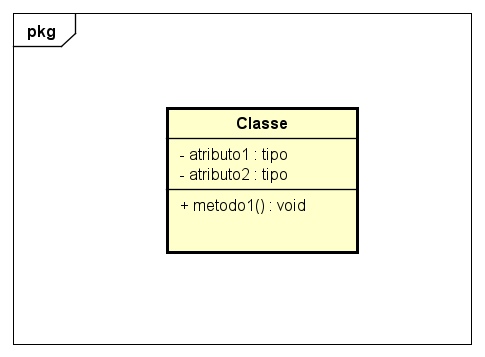 pkg
Classe
- atributo1 : tipo
- atributo2 : tipo
+ metodo1() : void